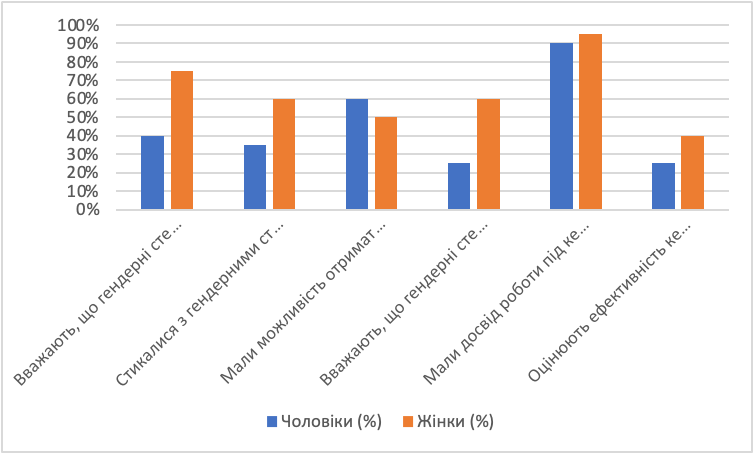 100%
90%
80%
70%
60%
50%
40%
30%
20%
10%
0%
Вважають, що гендерні сте...
Стикалися з гендерними ст...
Мали можливість отримат...
Вважають, що гендерні сте...
Мали досвід роботи під ке...
Оцінюють ефективність ке...
Чоловіки (%) Жінки (%)